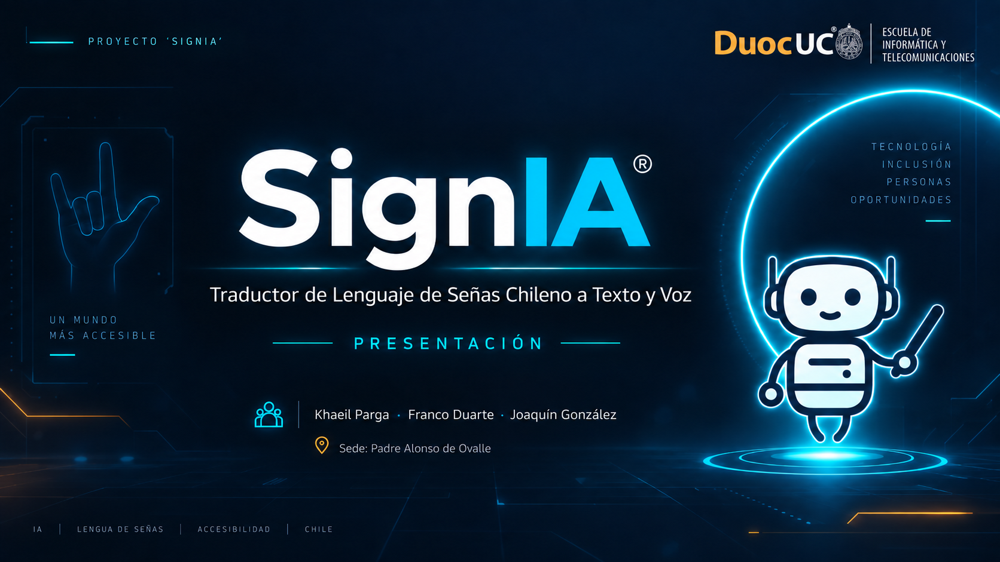 PROYECTO ‘SIGNIA’
DuocUC®
ESCUELA DE
INFORMÁTICA Y
TELECOMUNICACIONES
TECNOLOGÍA
INCLUSIÓN
PERSONAS
OPORTUNIDADES
SignIA®
Traductor de Lenguaje de Señas Chileno a Texto y Voz
UN MUNDO
MÁS ACCESIBLE
PRESENTACIÓN
Khaeil Parga · Franco Duarte · Joaquín González
Sede: Padre Alonso de Ovalle
IA | LENGUA DE SEÑAS | ACCESIBILIDAD | CHILE